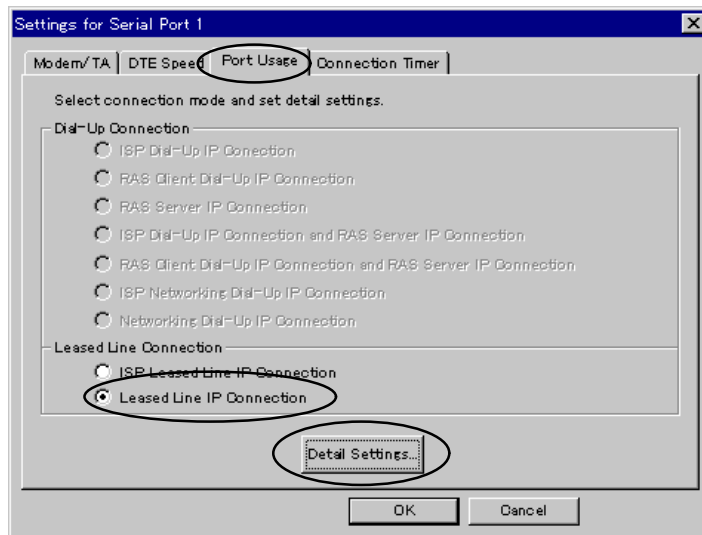 Settings for Serial Port 1
Modem/TA DTE Speed Port Usage Connection Timer
Select connection mode and set detail settings.
Dial-Up Connection
ISP Dial-Up IP Conection
RAS Client Dial-Up IP Connection
RAS Server IP Connection
ISP Dial-Up IP Connection and RAS Server IP Connection
RAS Client Dial-Up IP Connection and RAS Server IP Connection
ISP Networking Dial-Up IP Connection
Networking Dial-Up IP Connection
Leased Line Connection
ISP Leased Line IP Connection
Leased Line IP Connection
Detail Settings...
OK Cancel